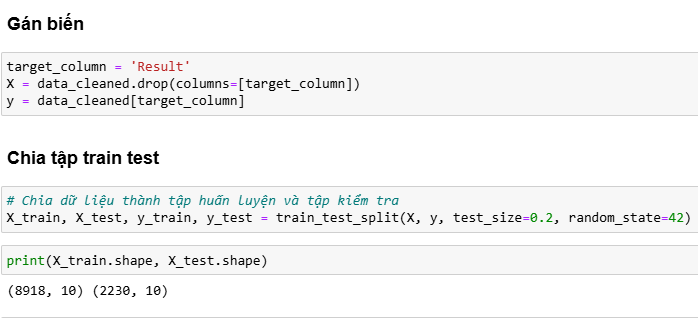 Gán biến
target_column = 'Result'
X = data_cleaned.drop(columns=[target_column])
y = data_cleaned[target_column]
Chia tập train test
# Chia dữ liệu thành tập huấn luyện và tập kiểm tra
X_train, X_test, y_train, y_test = train_test_split(X, y, test_size=0.2, random_state=42)
print(X_train.shape, X_test.shape)
(8918, 10) (2230, 10)